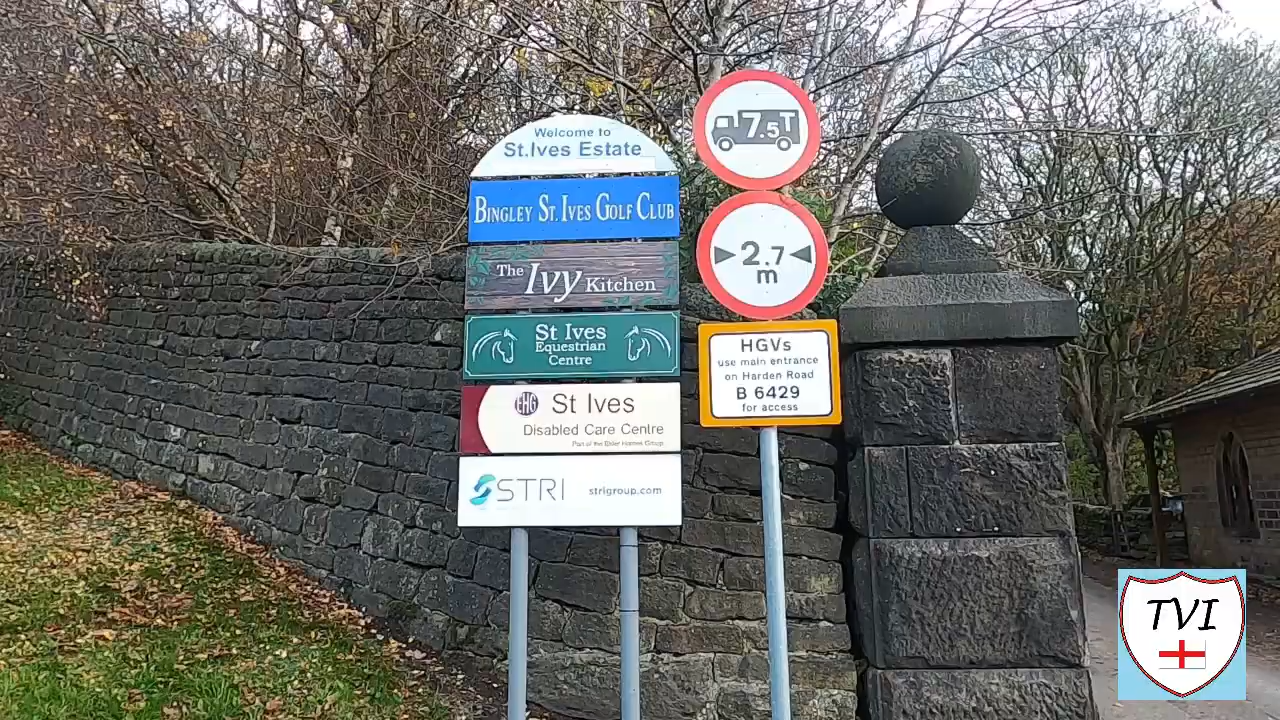 Welcome to
St.Ives Estate
BINGLEY ST. IVES GOLF CLUB
The Ivy Kitchen
St Ives
Equestrian
Centre
EHG
St Ives
Disabled Care Centre
Part of the Elder Homes Group
STRI strigroup.com
7.5T
2.7
m
HGVs
use main entrance
on Harden Road
B 6429
for access
TVI